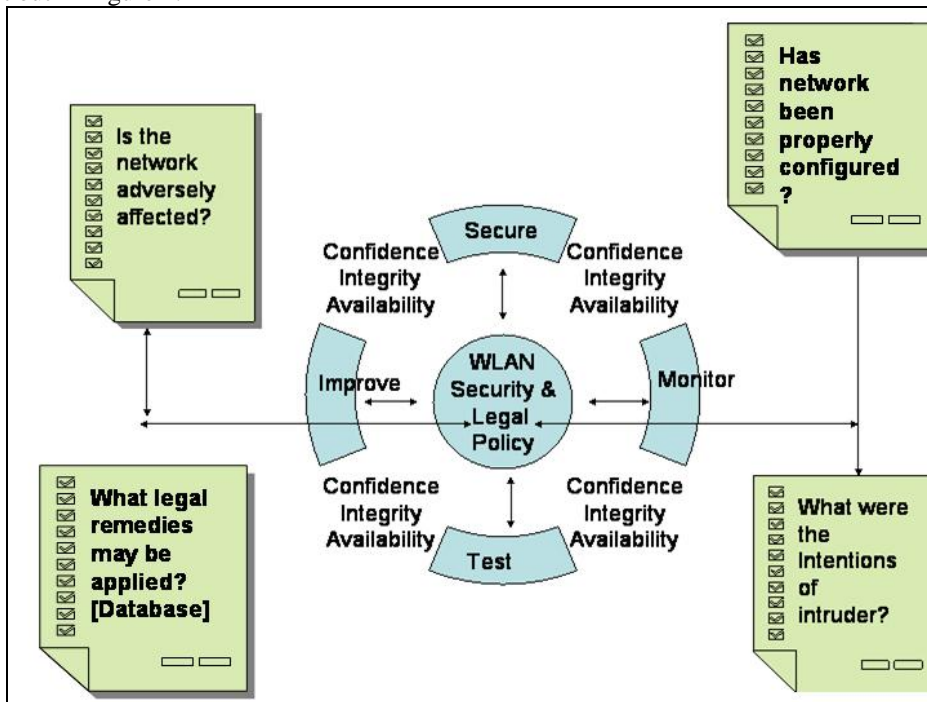 Has
network
been
properly
configured
?
Is the
network
adversely
affected?
Secure
Confidence
Integrity
Availability
Confidence
Integrity
Availability
Improve
WLAN
Security &
Legal
Policy
Monitor
Confidence
Integrity
Availability
Confidence
Integrity
Availability
Test
What legal
remedies
may be
applied?
[Database]
What were
the
Intentions
of
intruder?